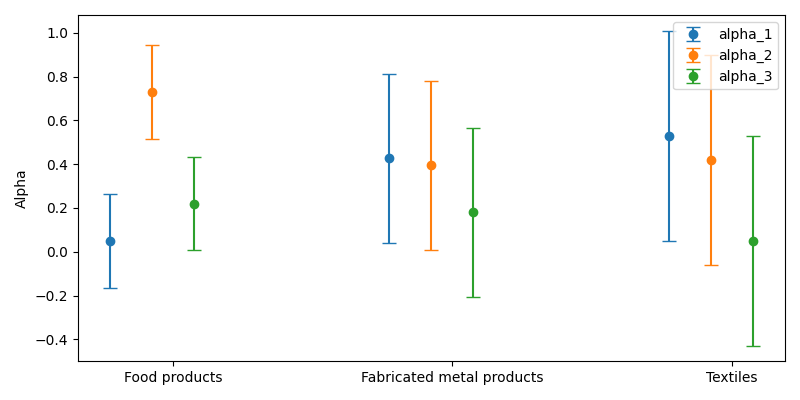 1.0
0.8
0.6
0.4
0.2
0.0
−0.2
−0.4
Alpha
alpha_1
alpha_2
alpha_3
Food products
Fabricated metal products
Textiles